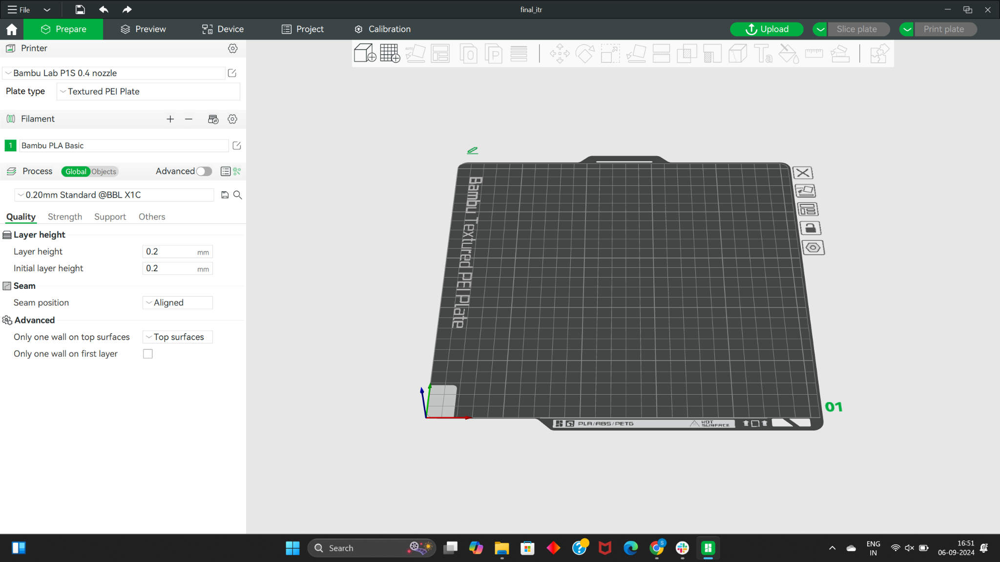 File
final_itr
Prepare
Preview
Device
Project
Calibration
Upload
Slice plate
Print plate
Printer
AUTO
O
P
Ta
Bambu Lab P1S 0.4 nozzle
Plate type
Textured PEI Plate
Filament
1
Bambu PLA Basic
Process
Global
Objects
Advanced
0.20mm Standard @BBL X1C
Quality
Strength
Support
Others
Layer height
Layer height
0.2
mm
Initial layer height
0.2
mm
Seam
Seam position
Aligned
Advanced
Only one wall on top surfaces
Top surfaces
Only one wall on first layer
Bambu Textured PEI Plate
01
PLA/ABS/PETG
HOT
SURFACE
Search
S
ENG
IN
16:51
06-09-2024